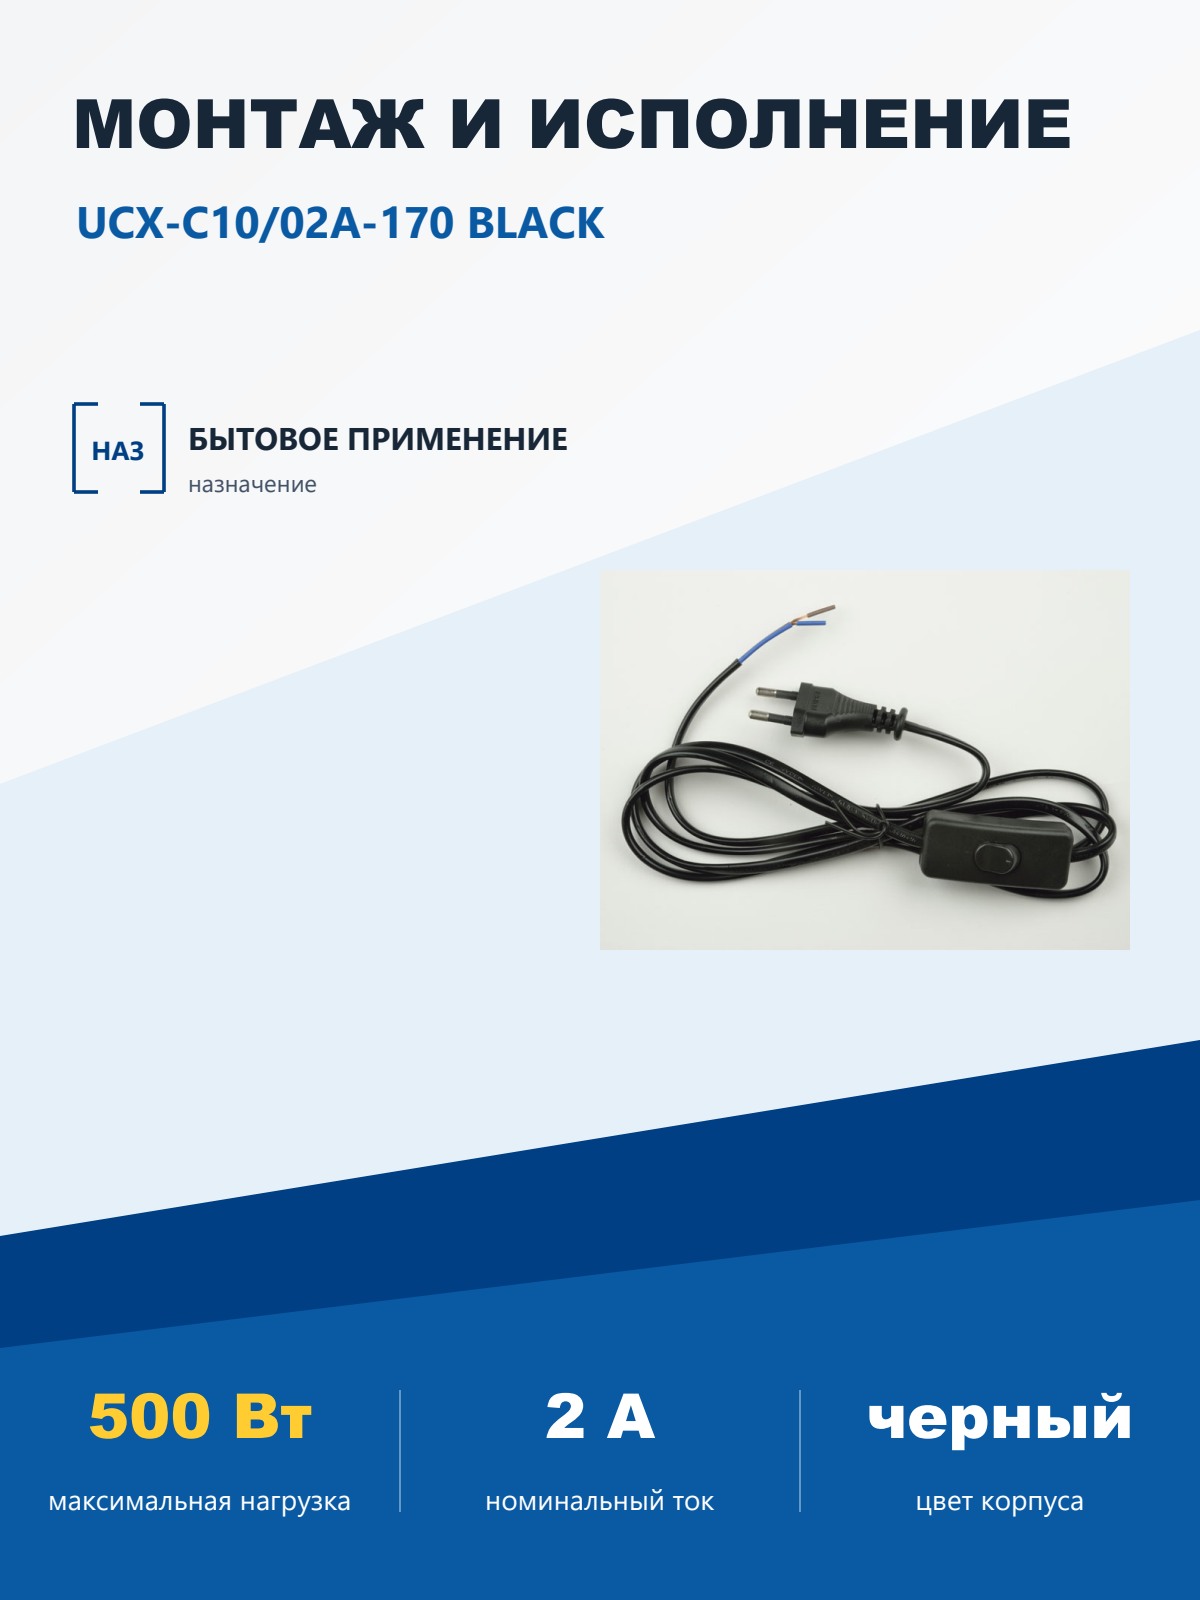 МОНТАЖ И ИСПОЛНЕНИЕ
UCX-C10/02A-170 BLACK
НАЗ
БЫТОВОЕ ПРИМЕНЕНИЕ
назначение
500 Вт
максимальная нагрузка
2 А
номинальный ток
черный
цвет корпуса